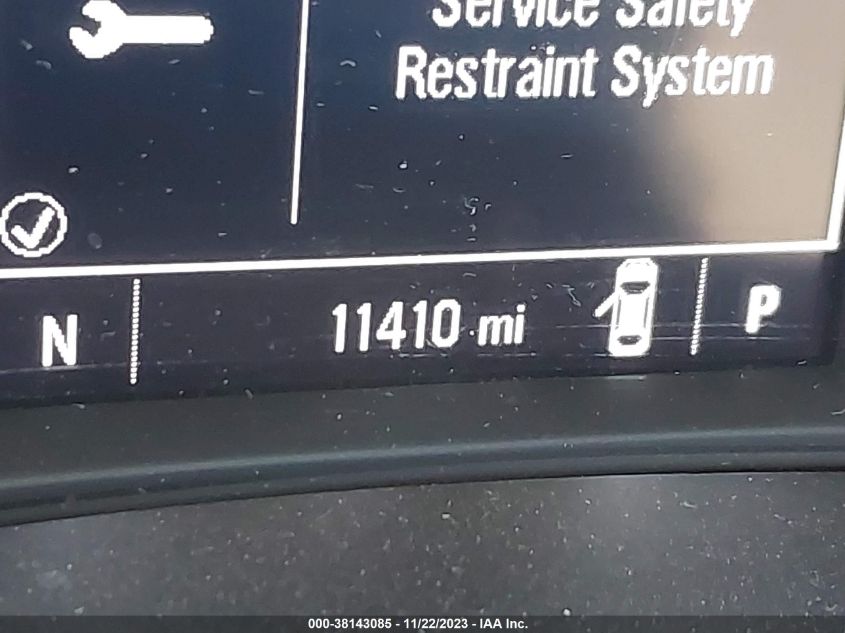 Service Safety
Restraint System
N
11410 mi
P
000-38143085 - 11/22/2023 - IAA Inc.